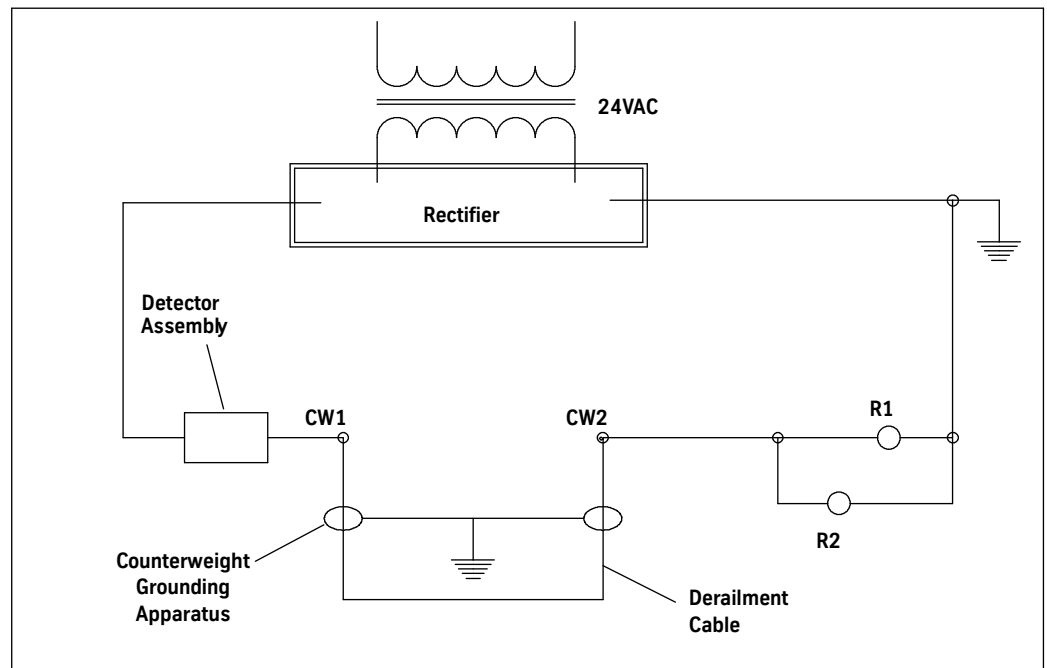 24VAC
Rectifier
Detector
Assembly
CW1
CW2
R1
R2
Counterweight
Grounding
Apparatus
Derailment
Cable